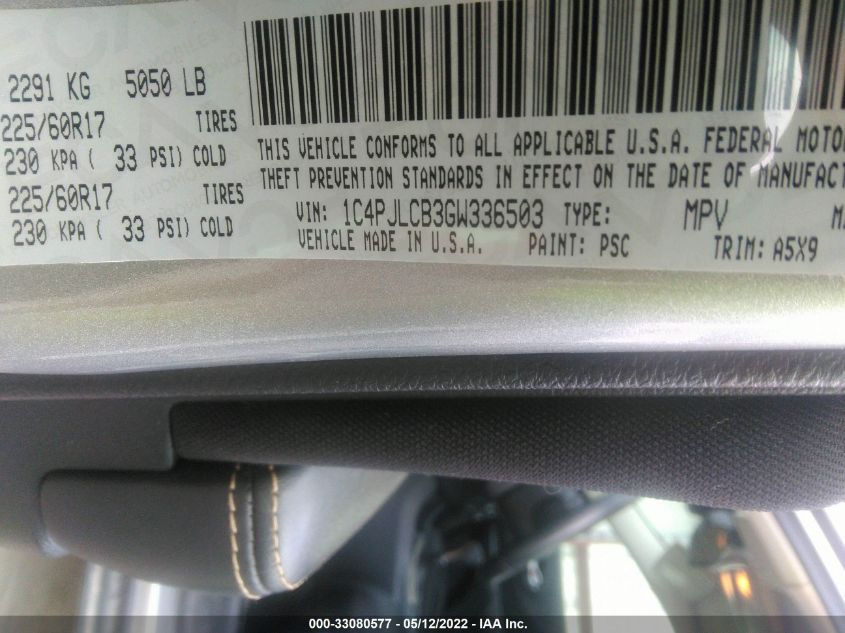 2291 KG 5050 LB
225/60R17 TIRES
230 KPA ( 33 PSI) COLD
225/60R17 TIRES
230 KPA ( 33 PSI) COLD
THIS VEHICLE CONFORMS TO ALL APPLICABLE U.S.A. FEDERAL MOTO
THEFT PREVENTION STANDARDS IN EFFECT ON THE DATE OF MANUFACT
VIN: 1C4PJLCB3GW336503 TYPE: MPV M
VEHICLE MADE IN U.S.A. PAINT: PSC TRIM: A5X9
000-33080577 - 05/12/2022 - IAA Inc.